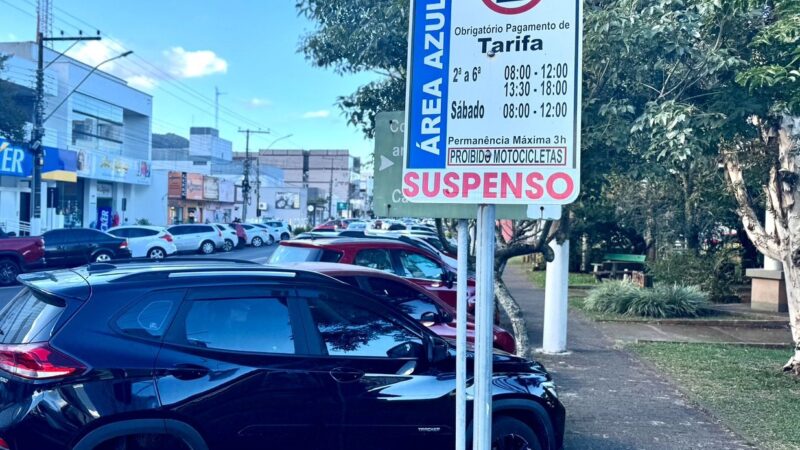 ÁREA AZUL
Obrigatório Pagamento de
Tarifa
2ª a 6ª 08:00 - 12:00
13:30 - 18:00
Sábado 08:00 - 12:00
Permanência Máxima 3h
PROIBIDO MOTOCICLETAS
SUSPENSO
TRACKER